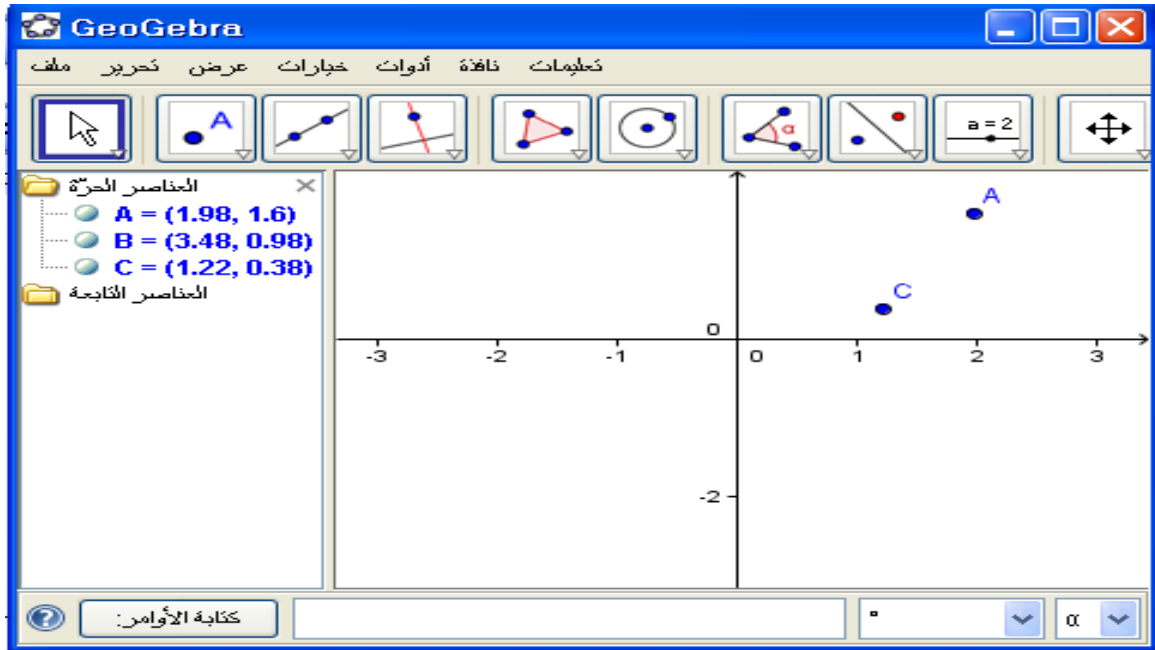 GeoGebra
ملف تحرير عرض خيارات أدوات نافذة تعليمات
A
α
a = 2
العناصر الحرّة
A = (1.98, 1.6)
B = (3.48, 0.98)
C = (1.22, 0.38)
العناصر التابعة
A
C
0
-3 -2 -1 0 1 2 3
-2
كتابة الأوامر:
α